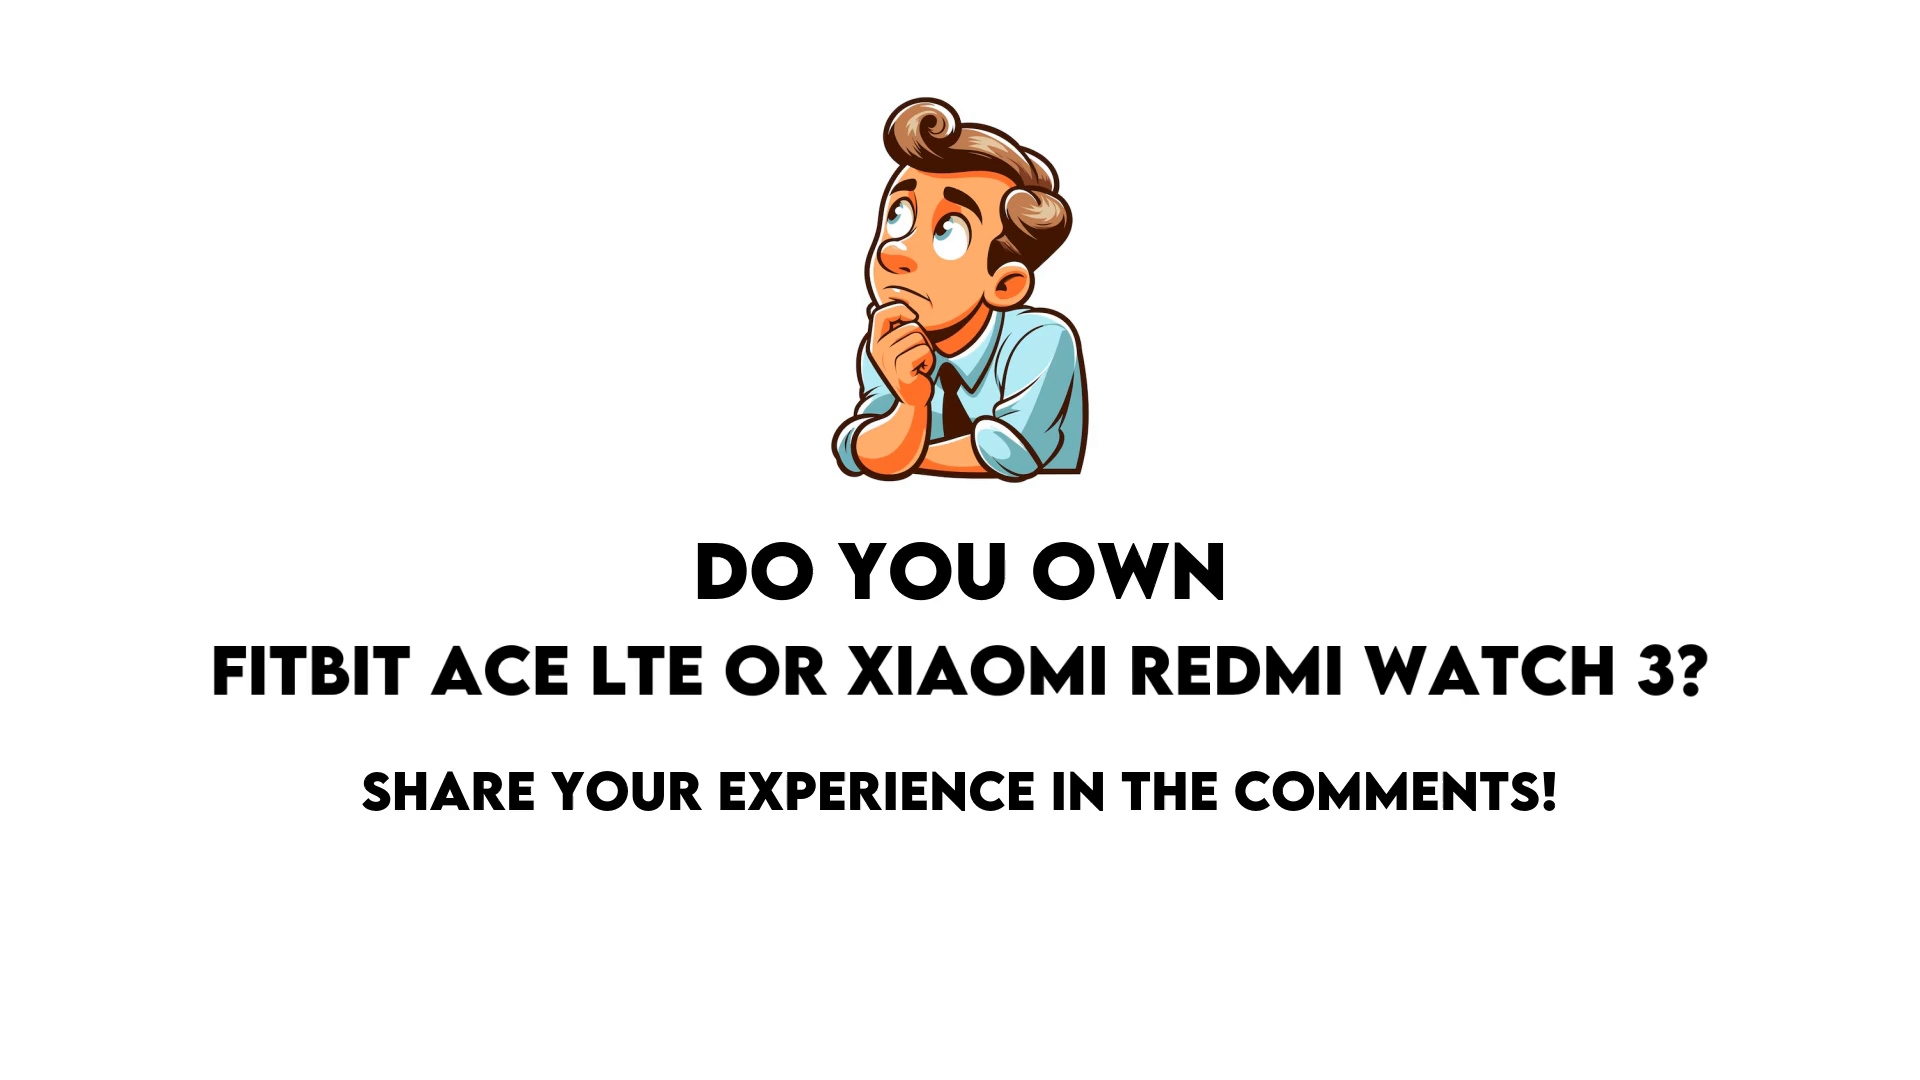 DO YOU OWN
FITBIT ACE LTE OR XIAOMI REDMI WATCH 3?
SHARE YOUR EXPERIENCE IN THE COMMENTS!